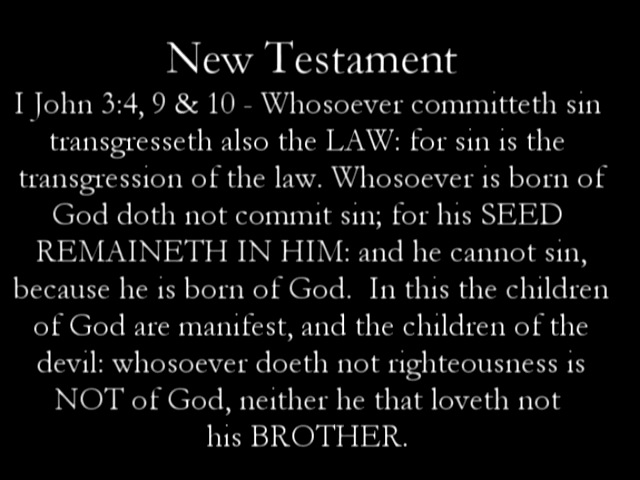 New Testament
I John 3:4, 9 & 10 - Whosoever committeth sin
transgresseth also the LAW: for sin is the
transgression of the law. Whosoever is born of
God doth not commit sin; for his SEED
REMAINETH IN HIM: and he cannot sin,
because he is born of God.  In this the children
of God are manifest, and the children of the
devil: whosoever doeth not righteousness is
NOT of God, neither he that loveth not
his BROTHER.